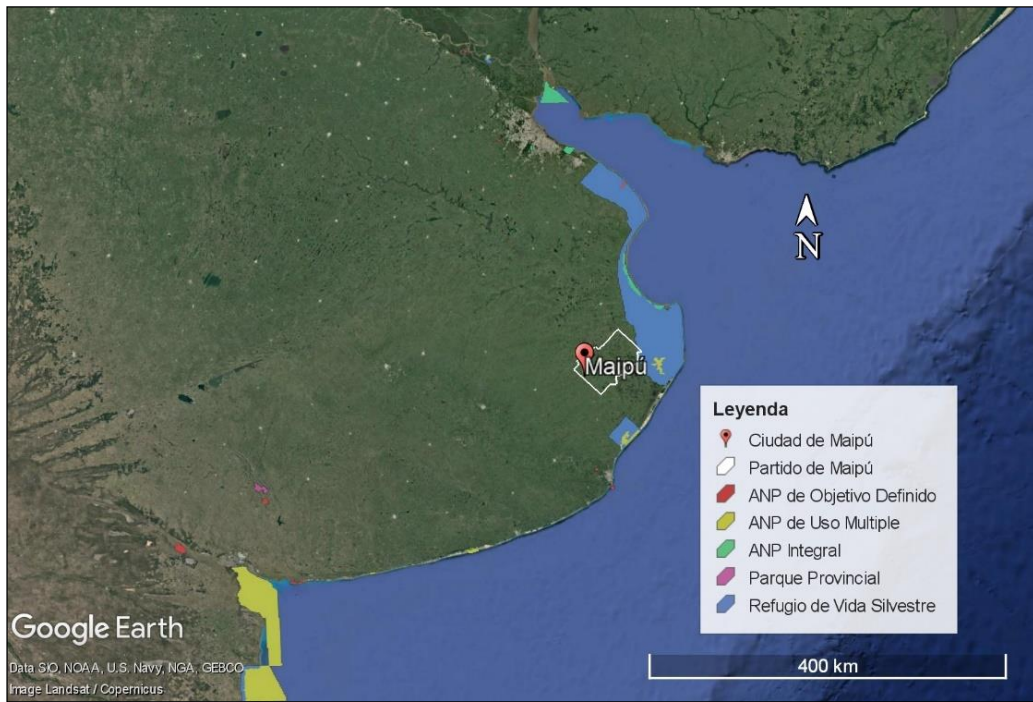 N
Maipú
Leyenda
Ciudad de Maipú
Partido de Maipú
ANP de Objetivo Definido
ANP de Uso Multiple
ANP Integral
Parque Provincial
Refugio de Vida Silvestre
Google Earth
Data SIO, NOAA, U.S. Navy, NGA, GEBCO
Image Landsat / Copernicus
400 km